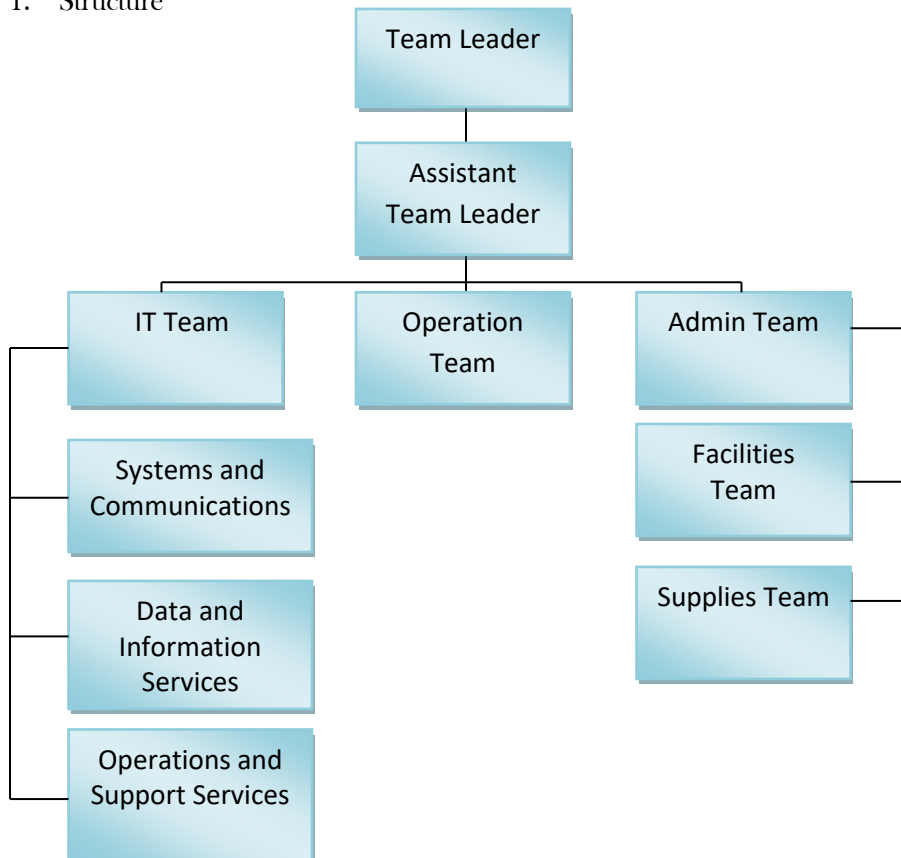 1. Structure
Team Leader
Assistant
Team Leader
IT Team
Operation
Team
Admin Team
Systems and
Communications
Facilities
Team
Data and
Information
Services
Supplies Team
Operations and
Support Services